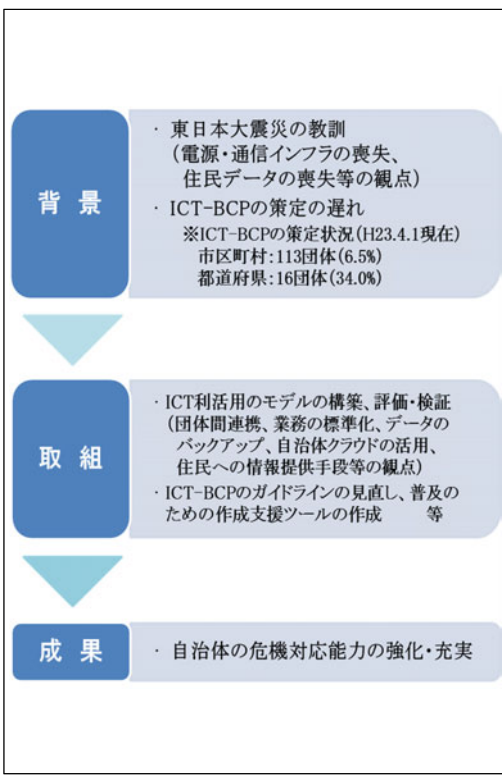 背 景
・ 東日本大震災の教訓
（電源・通信インフラの喪失、
住民データの喪失等の観点）
・ ICT-BCPの策定の遅れ
※ICT-BCPの策定状況(H23.4.1現在)
市区町村：113団体(6.5%)
都道府県：16団体(34.0%)
取 組
・ICT利活用のモデルの構築、評価・検証
（団体間連携、業務の標準化、データの
バックアップ、自治体クラウドの活用、
住民への情報提供手段等の観点）
・ICT-BCPのガイドラインの見直し、普及の
ための作成支援ツールの作成　　等
成 果
・ 自治体の危機対応能力の強化・充実